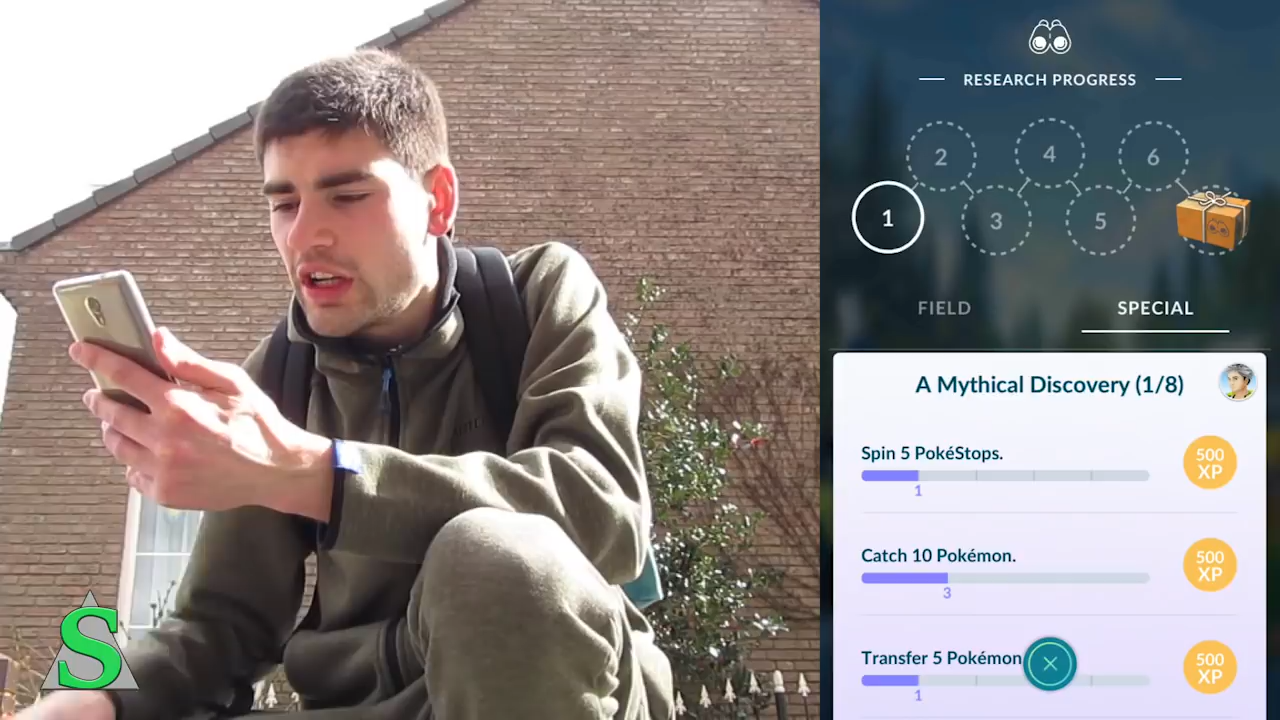 RESEARCH PROGRESS
2 4 6
1 3 5
FIELD SPECIAL
A Mythical Discovery (1/8)
Spin 5 PokéStops.
500 XP
1
Catch 10 Pokémon.
500 XP
3
Transfer 5 Pokémon
500 XP
1
S